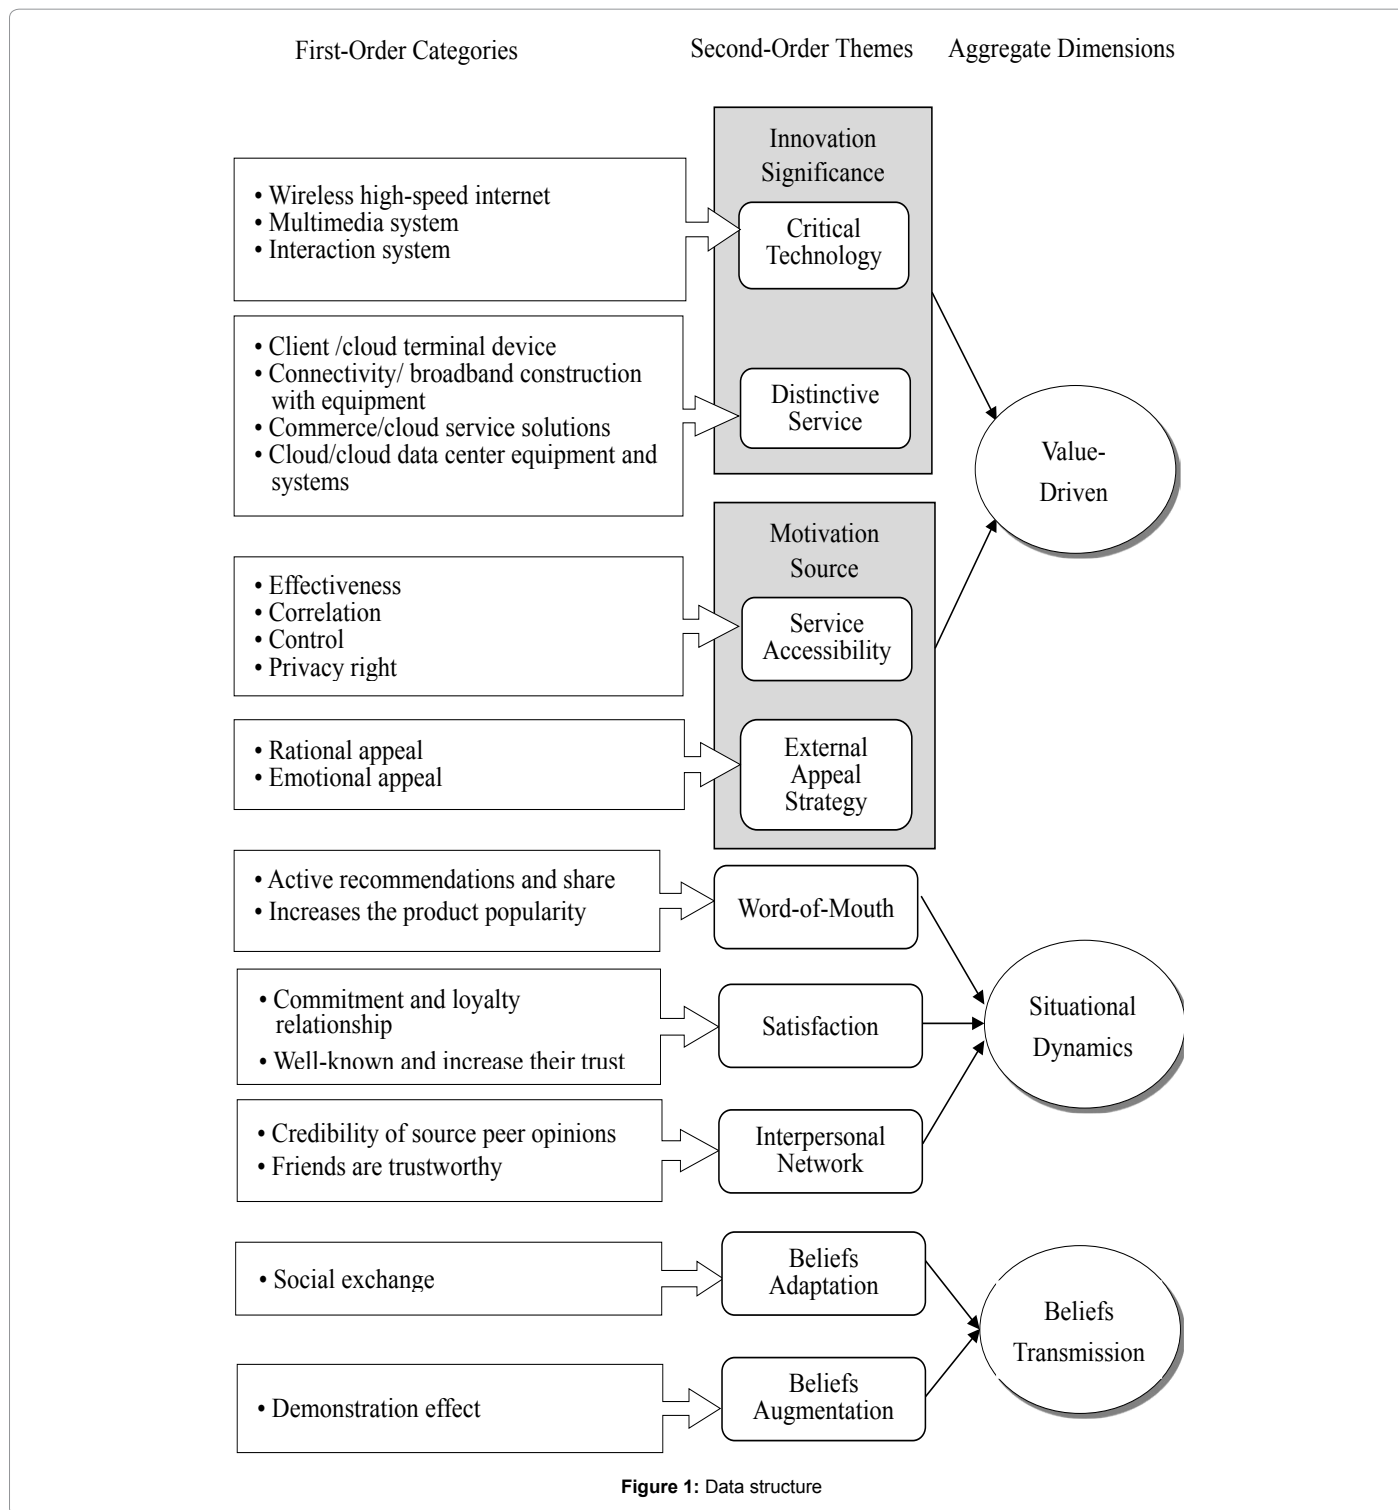 First-Order Categories
Second-Order Themes
Aggregate Dimensions
Innovation
Significance
• Wireless high-speed internet
• Multimedia system
• Interaction system
Critical
Technology
• Client /cloud terminal device
• Connectivity/ broadband construction
with equipment
• Commerce/cloud service solutions
• Cloud/cloud data center equipment and
systems
Distinctive
Service
Value-
Driven
Motivation
Source
• Effectiveness
• Correlation
• Control
• Privacy right
Service
Accessibility
• Rational appeal
• Emotional appeal
External
Appeal
Strategy
• Active recommendations and share
• Increases the product popularity
Word-of-Mouth
• Commitment and loyalty
relationship
• Well-known and increase their trust
Satisfaction
Situational
Dynamics
• Credibility of source peer opinions
• Friends are trustworthy
Interpersonal
Network
• Social exchange
Beliefs
Adaptation
Beliefs
Transmission
• Demonstration effect
Beliefs
Augmentation
Figure 1: Data structure